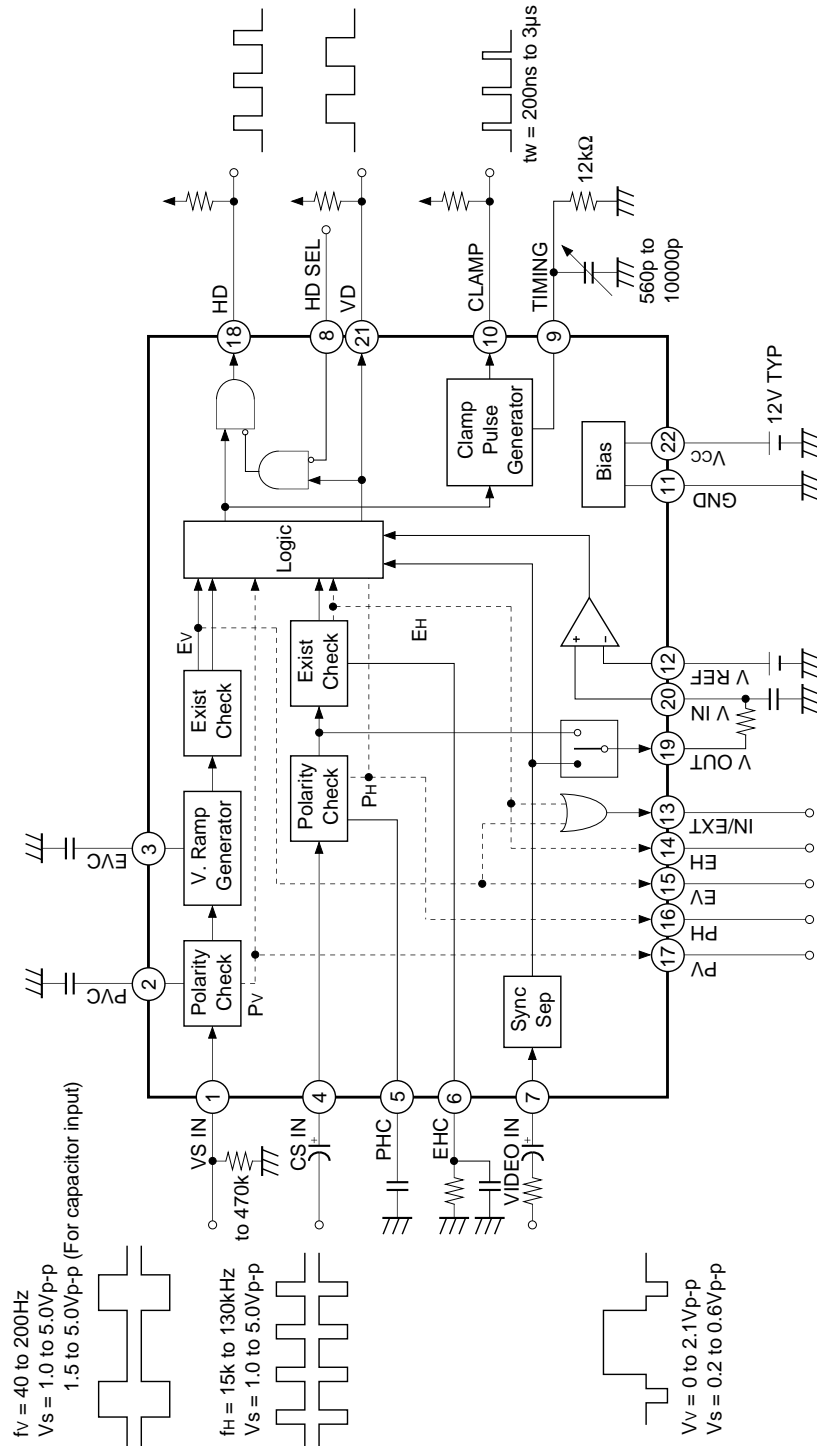 fV = 40 to 200Hz
VS = 1.0 to 5.0Vp-p
1.5 to 5.0Vp-p (For capacitor input)
fH = 15k to 130kHz
VS = 1.0 to 5.0Vp-p
VV = 0 to 2.1Vp-p
VS = 0.2 to 0.6Vp-p
VS IN
to 470k
CS IN
+
PHC
EHC
VIDEO IN
+
1
4
5
6
7
PVC
2
EVC
3
Polarity
Check
V. Ramp
Generator
Exist
Check
PV
EV
Polarity
Check
Exist
Check
PH
EH
Logic
Sync
Sep
Clamp
Pulse
Generator
Bias
+
−
18
8
21
10
9
HD
HD SEL
VD
CLAMP
TIMING
tw = 200ns to 3μs
12kΩ
560p to
10000p
17
16
15
14
13
19
20
12
11
22
PV
PH
EV
EH
IN/EXT
V OUT
V IN
V REF
GND
VCC
12V TYP